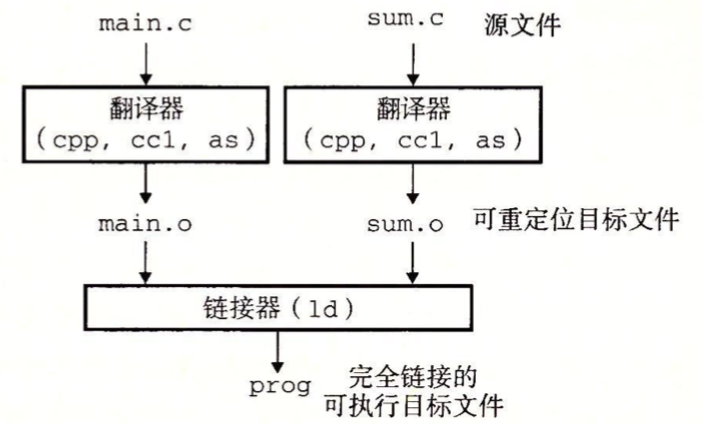 main.c
sum.c
源文件
翻译器
(cpp, cc1, as)
翻译器
(cpp, cc1, as)
main.o
sum.o
可重定位目标文件
链接器(ld)
prog
完全链接的
可执行目标文件